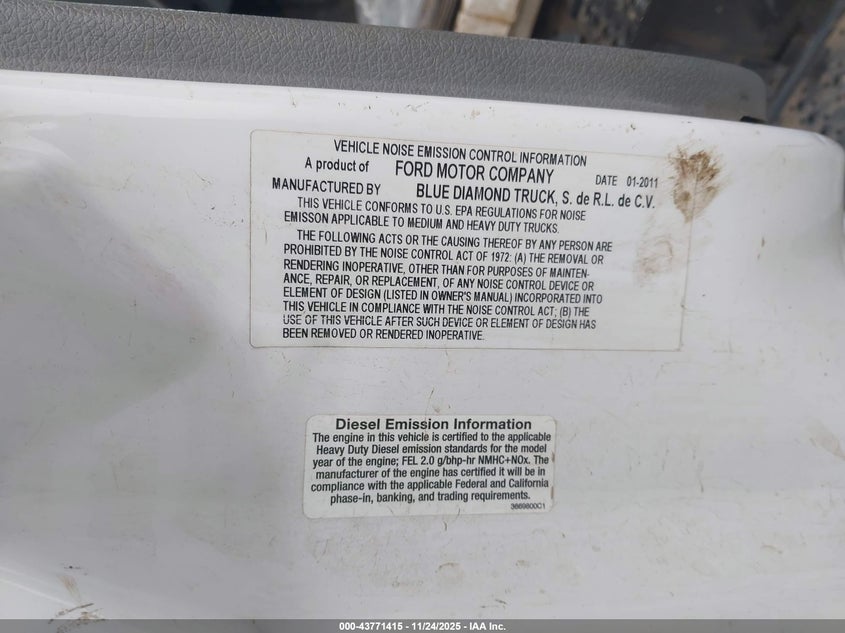 VEHICLE NOISE EMISSION CONTROL INFORMATION
A product of FORD MOTOR COMPANY DATE 01-2011
MANUFACTURED BY BLUE DIAMOND TRUCK, S. de R.L. de C.V.
THIS VEHICLE CONFORMS TO U.S. EPA REGULATIONS FOR NOISE
EMISSON APPLICABLE TO MEDIUM AND HEAVY DUTY TRUCKS.
THE FOLLOWING ACTS OR THE CAUSING THEREOF BY ANY PERSON ARE
PROHIBITED BY THE NOISE CONTROL ACT OF 1972: (A) THE REMOVAL OR
RENDERING INOPERATIVE, OTHER THAN FOR PURPOSES OF MAINTEN-
ANCE, REPAIR, OR REPLACEMENT, OF ANY NOISE CONTROL DEVICE OR
ELEMENT OF DESIGN (LISTED IN OWNER'S MANUAL) INCORPORATED INTO
THIS VEHICLE IN COMPLIANCE WITH THE NOISE CONTROL ACT; (B) THE
USE OF THIS VEHICLE AFTER SUCH DEVICE OR ELEMENT OF DESIGN HAS
BEEN REMOVED OR RENDERED INOPERATIVE.
Diesel Emission Information
The engine in this vehicle is certified to the applicable
Heavy Duty Diesel emission standards for the model
year of the engine; FEL 2.0 g/bhp-hr NMHC+NOx. The
manufacturer of the engine has certified it will be in
compliance with the applicable Federal and California
phase-in, banking, and trading requirements.
3669800C1
000-43771415 | 11/24/2025 | IAA Inc.